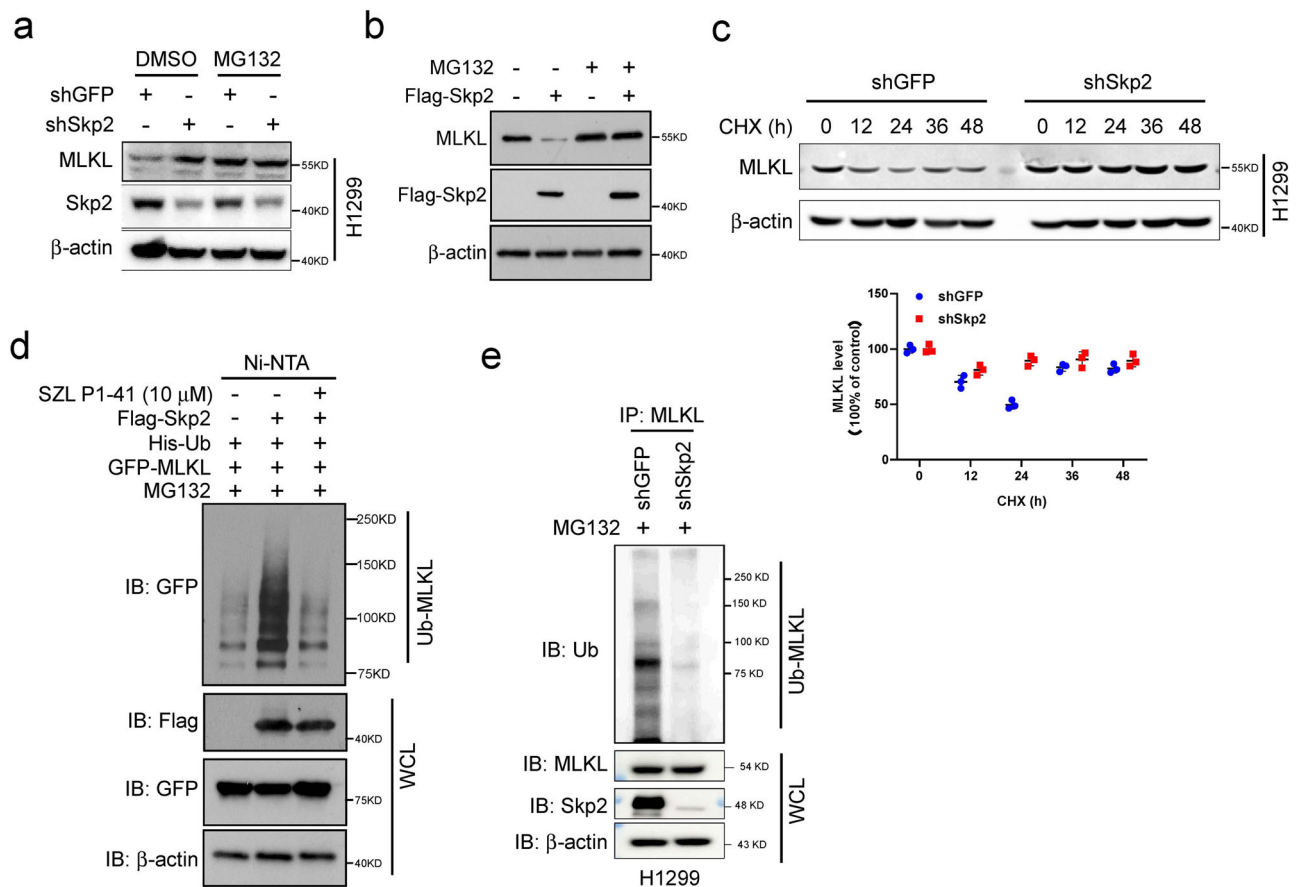 a
DMSO MG132
shGFP + - + -
shSkp2 - + - +
MLKL
55KD
Skp2
40KD
β-actin
40KD
H1299
b
MG132 - - + +
Flag-Skp2 - + - +
MLKL
55KD
Flag-Skp2
40KD
β-actin
40KD
c
shGFP shSkp2
CHX (h) 0 12 24 36 48 0 12 24 36 48
MLKL
55KD
β-actin
40KD
H1299
150
100
50
0
MLKL level
(100% of control)
shGFP
shSkp2
0 12 24 36 48
CHX (h)
d
Ni-NTA
SZL P1-41 (10 μM) - - +
Flag-Skp2 - + +
His-Ub + + +
GFP-MLKL + + +
MG132 + + +
250KD
150KD
IB: GFP
100KD
75KD
Ub-MLKL
IB: Flag
40KD
IB: GFP
75KD
IB: β-actin
40KD
WCL
e
IP: MLKL
shGFP
shSkp2
MG132 + +
250 KD
150 KD
IB: Ub
100 KD
75 KD
Ub-MLKL
IB: MLKL
54 KD
IB: Skp2
48 KD
IB: β-actin
43 KD
WCL
H1299